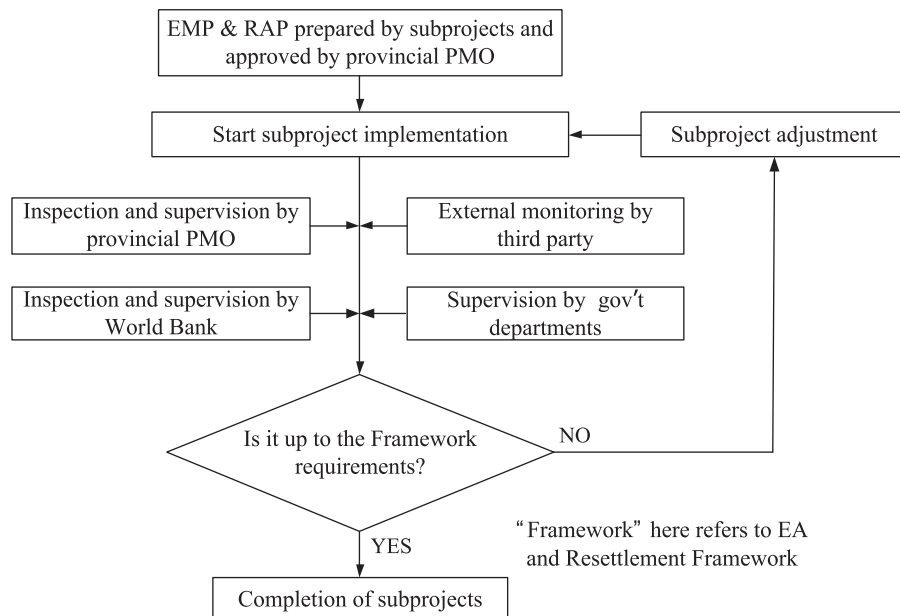 EMP & RAP prepared by subprojects and
approved by provincial PMO
Start subproject implementation
Subproject adjustment
Inspection and supervision by
provincial PMO
External monitoring by
third party
Inspection and supervision by
World Bank
Supervision by gov't
departments
Is it up to the Framework
requirements?
NO
YES
“Framework” here refers to EA
and Resettlement Framework
Completion of subprojects